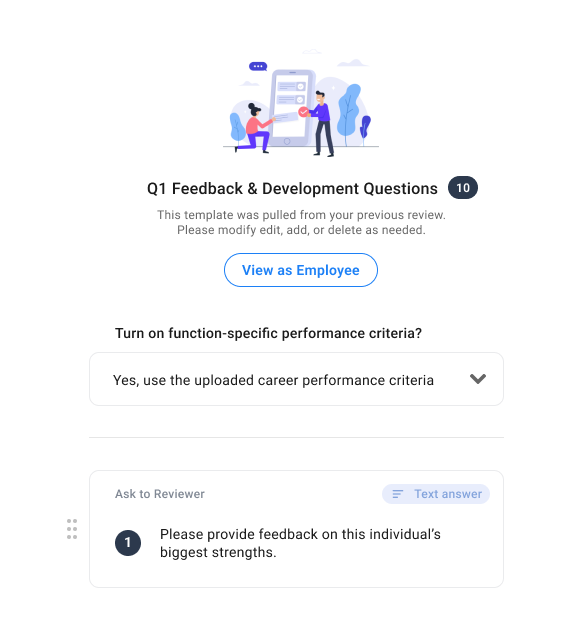 Q1 Feedback & Development Questions 10
This template was pulled from your previous review.
Please modify edit, add, or delete as needed.
View as Employee
Turn on function-specific performance criteria?
Yes, use the uploaded career performance criteria
Ask to Reviewer
Text answer
1
Please provide feedback on this individual’s
biggest strengths.